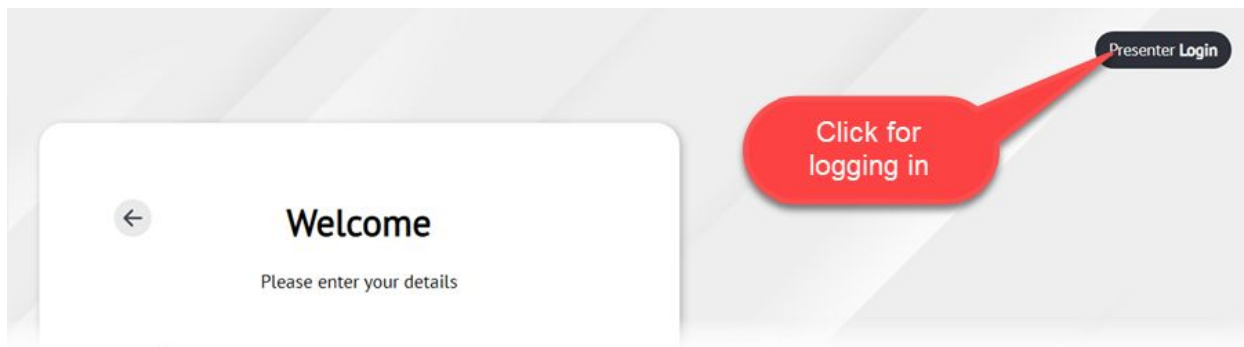 Presenter Login
Click for
logging in
Welcome
Please enter your details